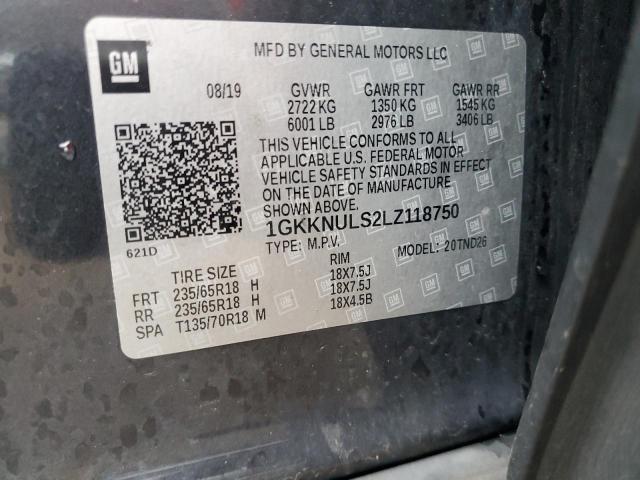 GM
MFD BY GENERAL MOTORS LLC
08/19 GVWR GAWR FRT GAWR RR
2722 KG 1350 KG 1545 KG
6001 LB 2976 LB 3406 LB
THIS VEHICLE CONFORMS TO ALL
APPLICABLE U.S. FEDERAL MOTOR
VEHICLE SAFETY STANDARDS IN EFFECT
ON THE DATE OF MANUFACTURE
SHOWN ABOVE.
1GKKNULS2LZ118750
621D TYPE: M.P.V. MODEL: 20TND26
TIRE SIZE RIM
FRT 235/65R18 H 18X7.5J
RR 235/65R18 H 18X7.5J
SPA T135/70R18 M 18X4.5B